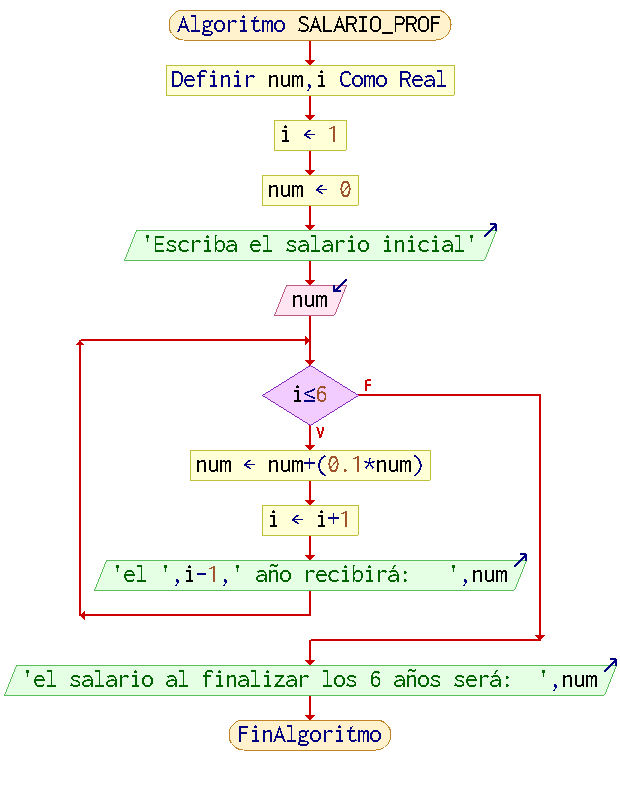 Algoritmo SALARIO_PROF
Definir num,i Como Real
i ← 1
num ← 0
'Escriba el salario inicial'
num
i≤6
F
V
num ← num+(0.1*num)
i ← i+1
'el ',i-1,' año recibirá:   ',num
'el salario al finalizar los 6 años será:  ',num
FinAlgoritmo